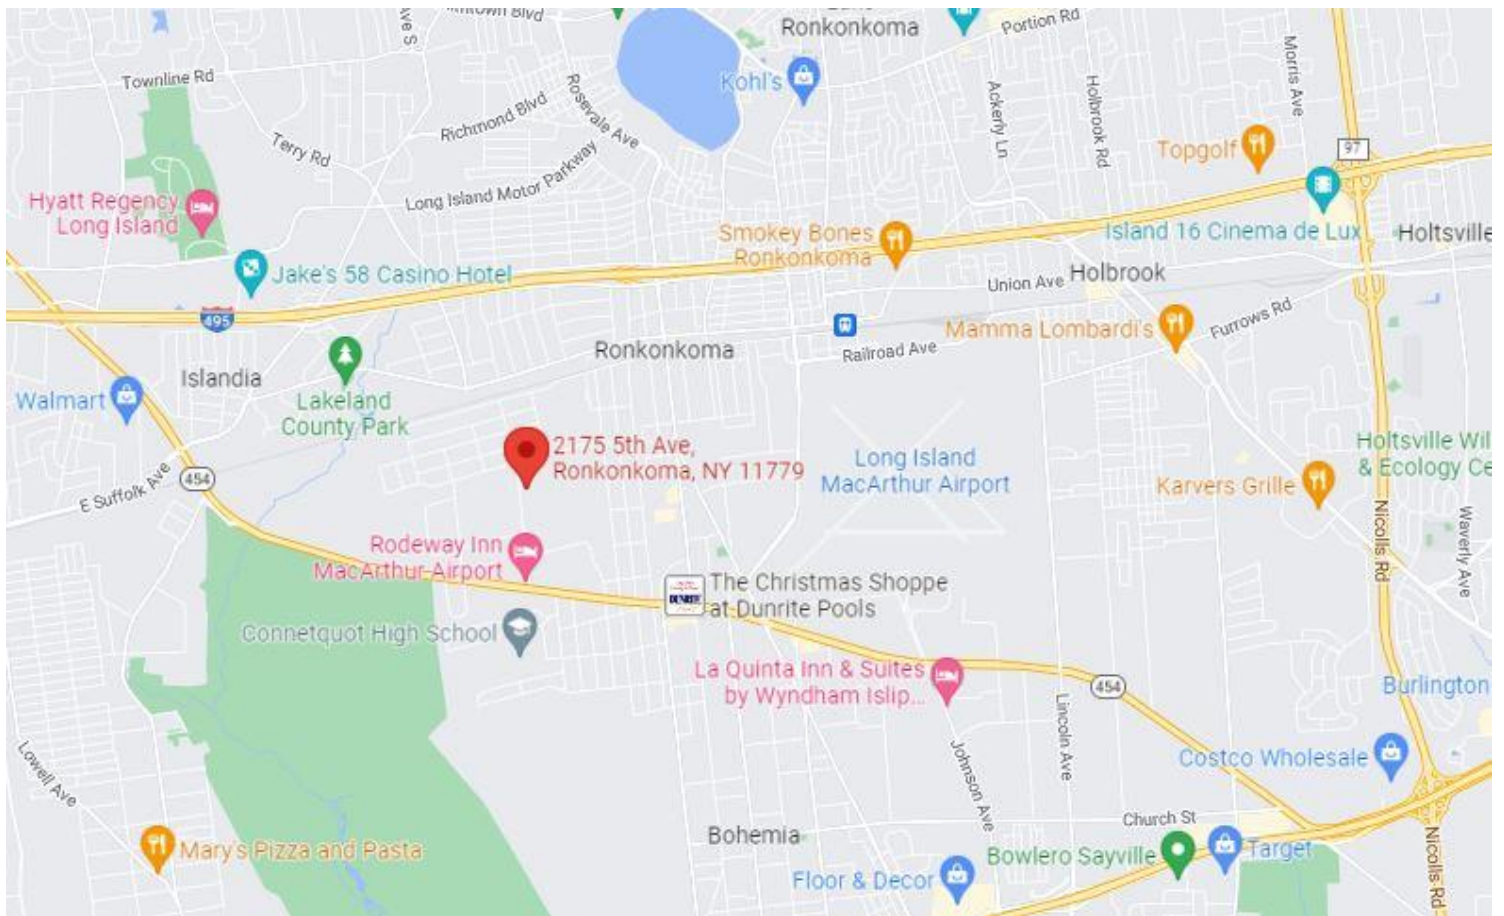 Ave S
Blvd
Ronkonkoma
Portion Rd
Townline Rd
Kohl's
Morris Ave
Richmond Blvd
Rosevale Ave
Ackerly Ln
Holbrook Rd
Terry Rd
Topgolf
97
Long Island Motor Parkway
Hyatt Regency
Long Island
Smokey Bones
Ronkonkoma
Island 16 Cinema de Lux
Holtsville
Jake's 58 Casino Hotel
Union Ave
Holbrook
495
Mamma Lombardi's
Furrows Rd
Ronkonkoma
Railroad Ave
Islandia
Walmart
Lakeland
County Park
2175 5th Ave,
Ronkonkoma, NY 11779
Long Island
MacArthur Airport
Holtsville Wil
& Ecology Ce
E Suffolk Ave
454
Karvers Grille
Nicolls Rd
Waverly Ave
Rodeway Inn
MacArthur Airport
DUNRITE
The Christmas Shoppe
at Dunrite Pools
Connetquot High School
La Quinta Inn & Suites
by Wyndham Islip...
454
Burlington
Lincoln Ave
Johnson Ave
Costco Wholesale
Lowell Ave
Church St
Bohemia
Mary's Pizza and Pasta
Bowlero Sayville
Target
Floor & Decor
Nicolls Rd